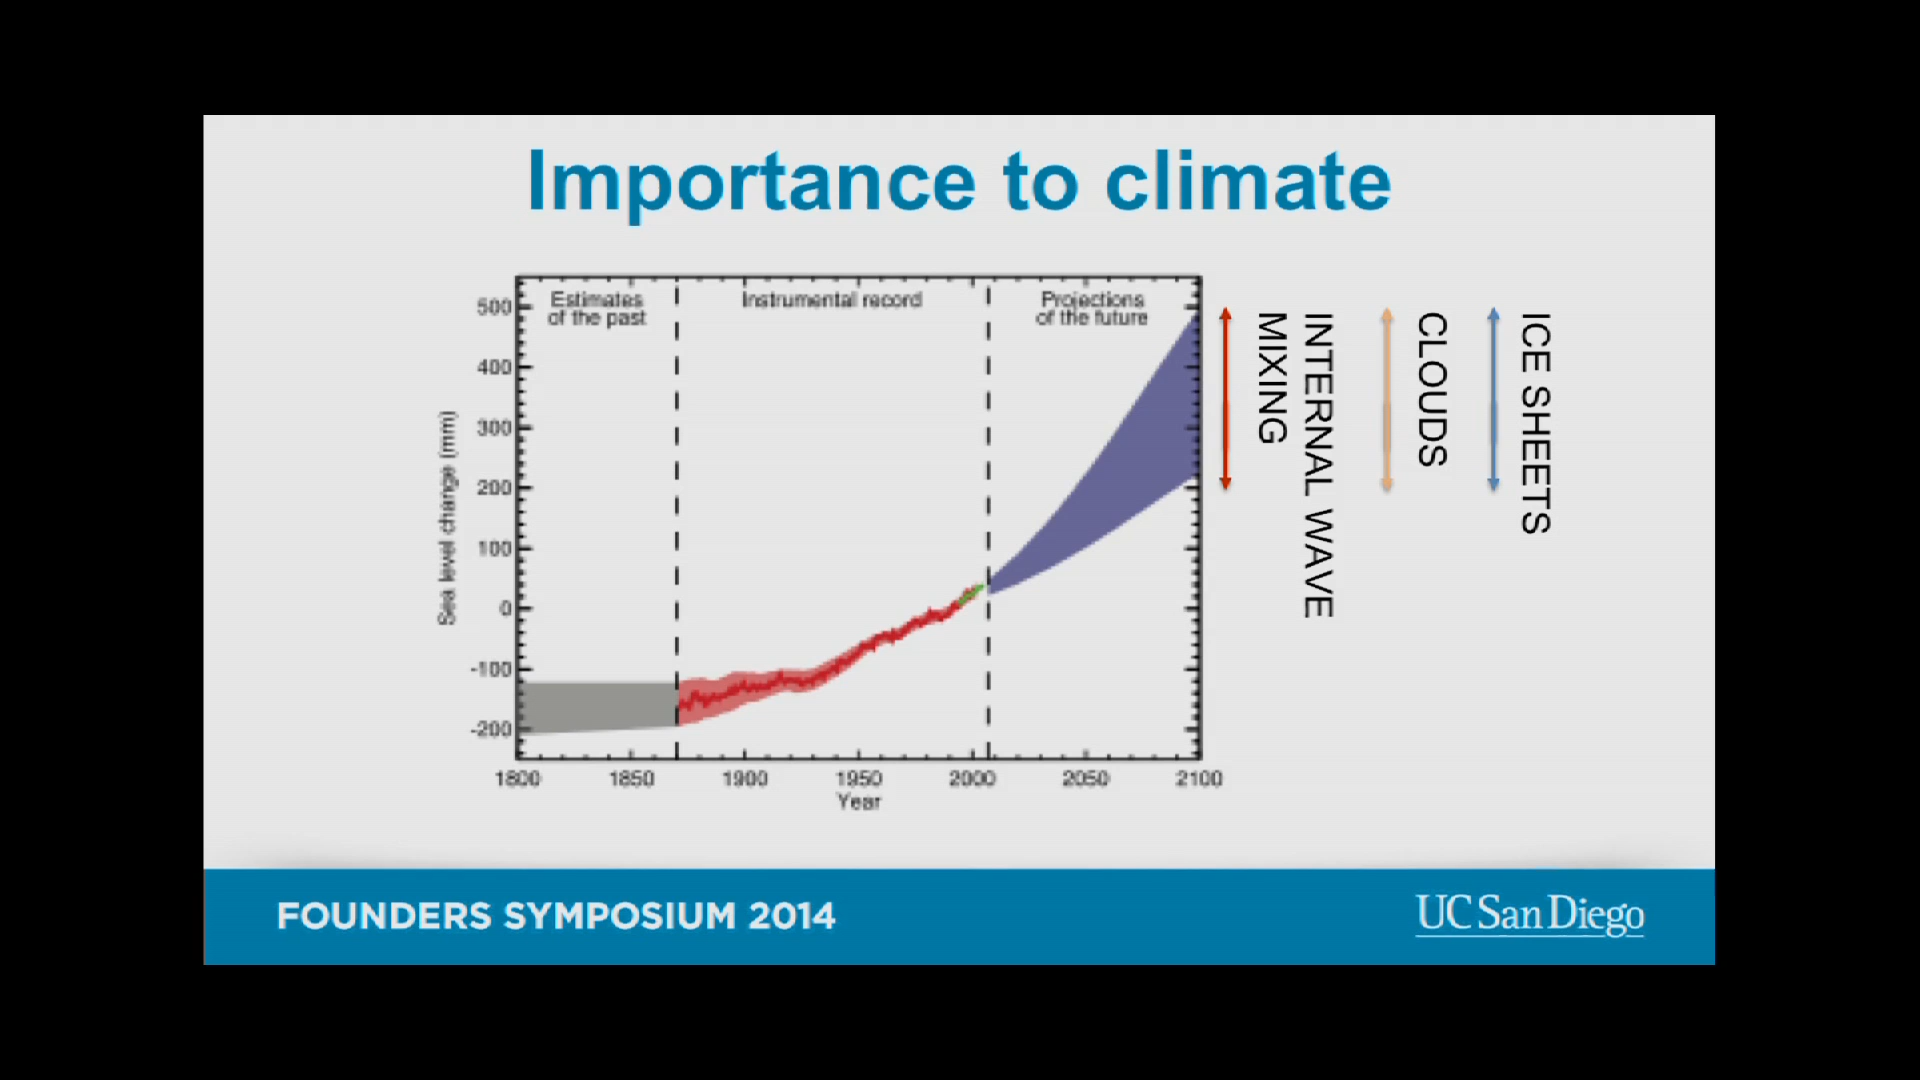 Importance to climate
Estimates
of the past
Instrumental record
Projections
of the future
500
400
300
200
100
0
-100
-200
Sea level change (mm)
1800
1850
1900
1950
2000
2050
2100
Year
INTERNAL WAVE
MIXING
CLOUDS
ICE SHEETS
FOUNDERS SYMPOSIUM 2014
UC San Diego